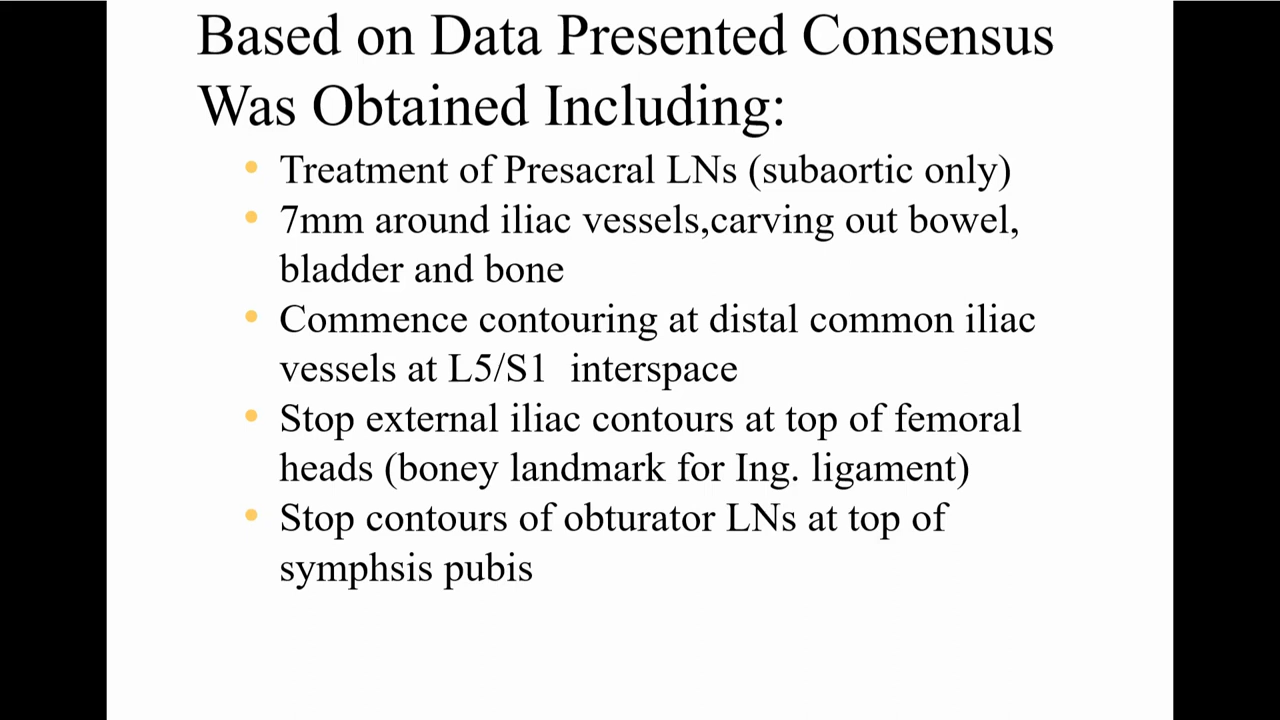 Based on Data Presented Consensus
Was Obtained Including:
• Treatment of Presacral LNs (subaortic only)
• 7mm around iliac vessels,carving out bowel,
bladder and bone
• Commence contouring at distal common iliac
vessels at L5/S1  interspace
• Stop external iliac contours at top of femoral
heads (boney landmark for Ing. ligament)
• Stop contours of obturator LNs at top of
symphsis pubis